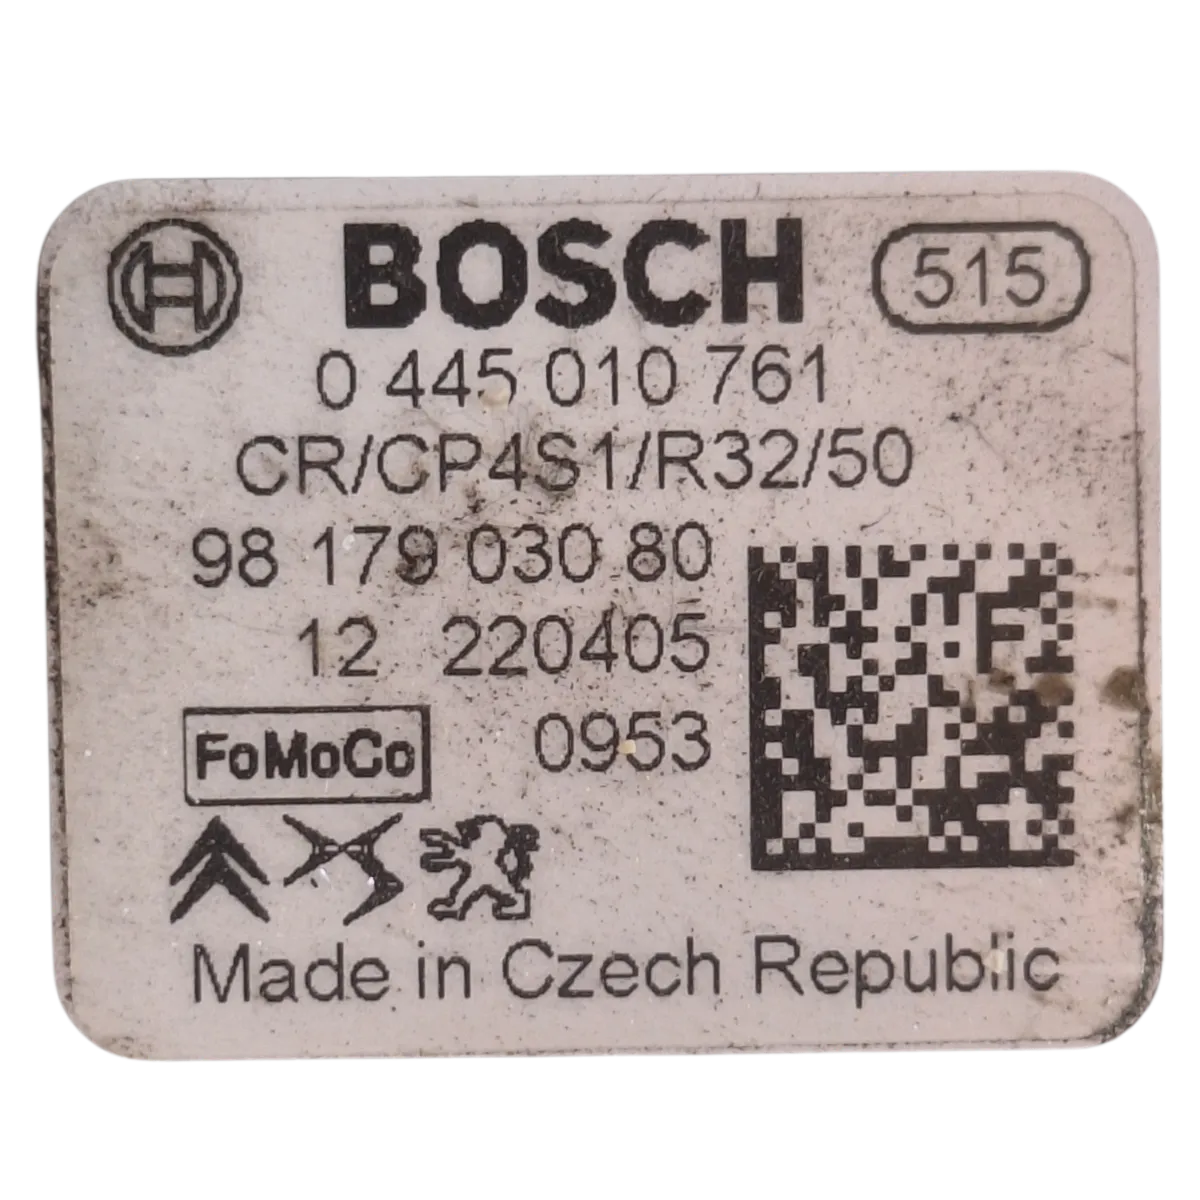 BOSCH 515
0 445 010 761
CR/CP4S1/R32/50
98 179 030 80
12 220405
FoMoCo 0953
Made in Czech Republic